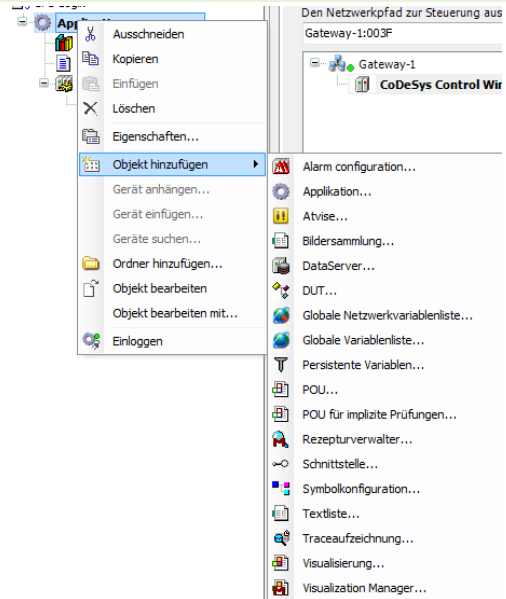 Den Netzwerkpfad zur Steuerung aus
Gateway-1:003F
Gateway-1
CoDeSys Control Wir
Ausschneiden
Kopieren
Einfügen
Löschen
Eigenschaften...
Objekt hinzufügen
Gerät anhängen...
Gerät einfügen...
Geräte suchen...
Ordner hinzufügen...
Objekt bearbeiten
Objekt bearbeiten mit...
Einloggen
Alarm configuration...
Applikation...
Atvise...
Bildersammlung...
DataServer...
DUT...
Globale Netzwerkvariablenliste...
Globale Variablenliste...
Persistente Variablen...
POU...
POU für implizite Prüfungen...
Rezepturverwalter...
Schnittstelle...
Symbolkonfiguration...
Textliste...
Traceaufzeichnung...
Visualisierung...
Visualization Manager...